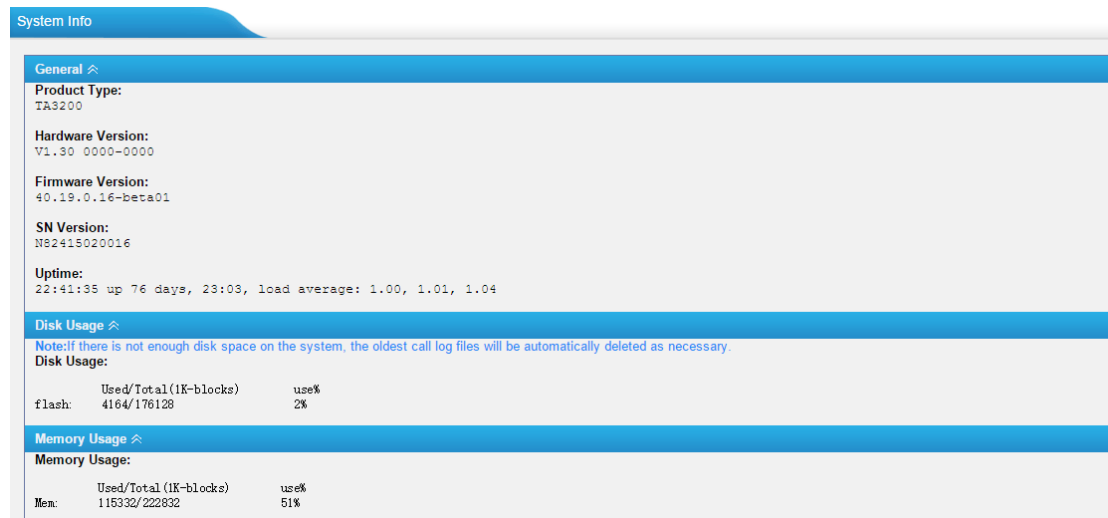 System Info
General
Product Type:
TA3200
Hardware Version:
V1.30 0000-0000
Firmware Version:
40.19.0.16-beta01
SN Version:
N82415020016
Uptime:
22:41:35 up 76 days, 23:03, load average: 1.00, 1.01, 1.04
Disk Usage
Note:If there is not enough disk space on the system, the oldest call log files will be automatically deleted as necessary.
Disk Usage:
Used/Total(1K-blocks) use%
flash: 4164/176128 2%
Memory Usage
Memory Usage:
Used/Total(1K-blocks) use%
Mem: 115332/222832 51%